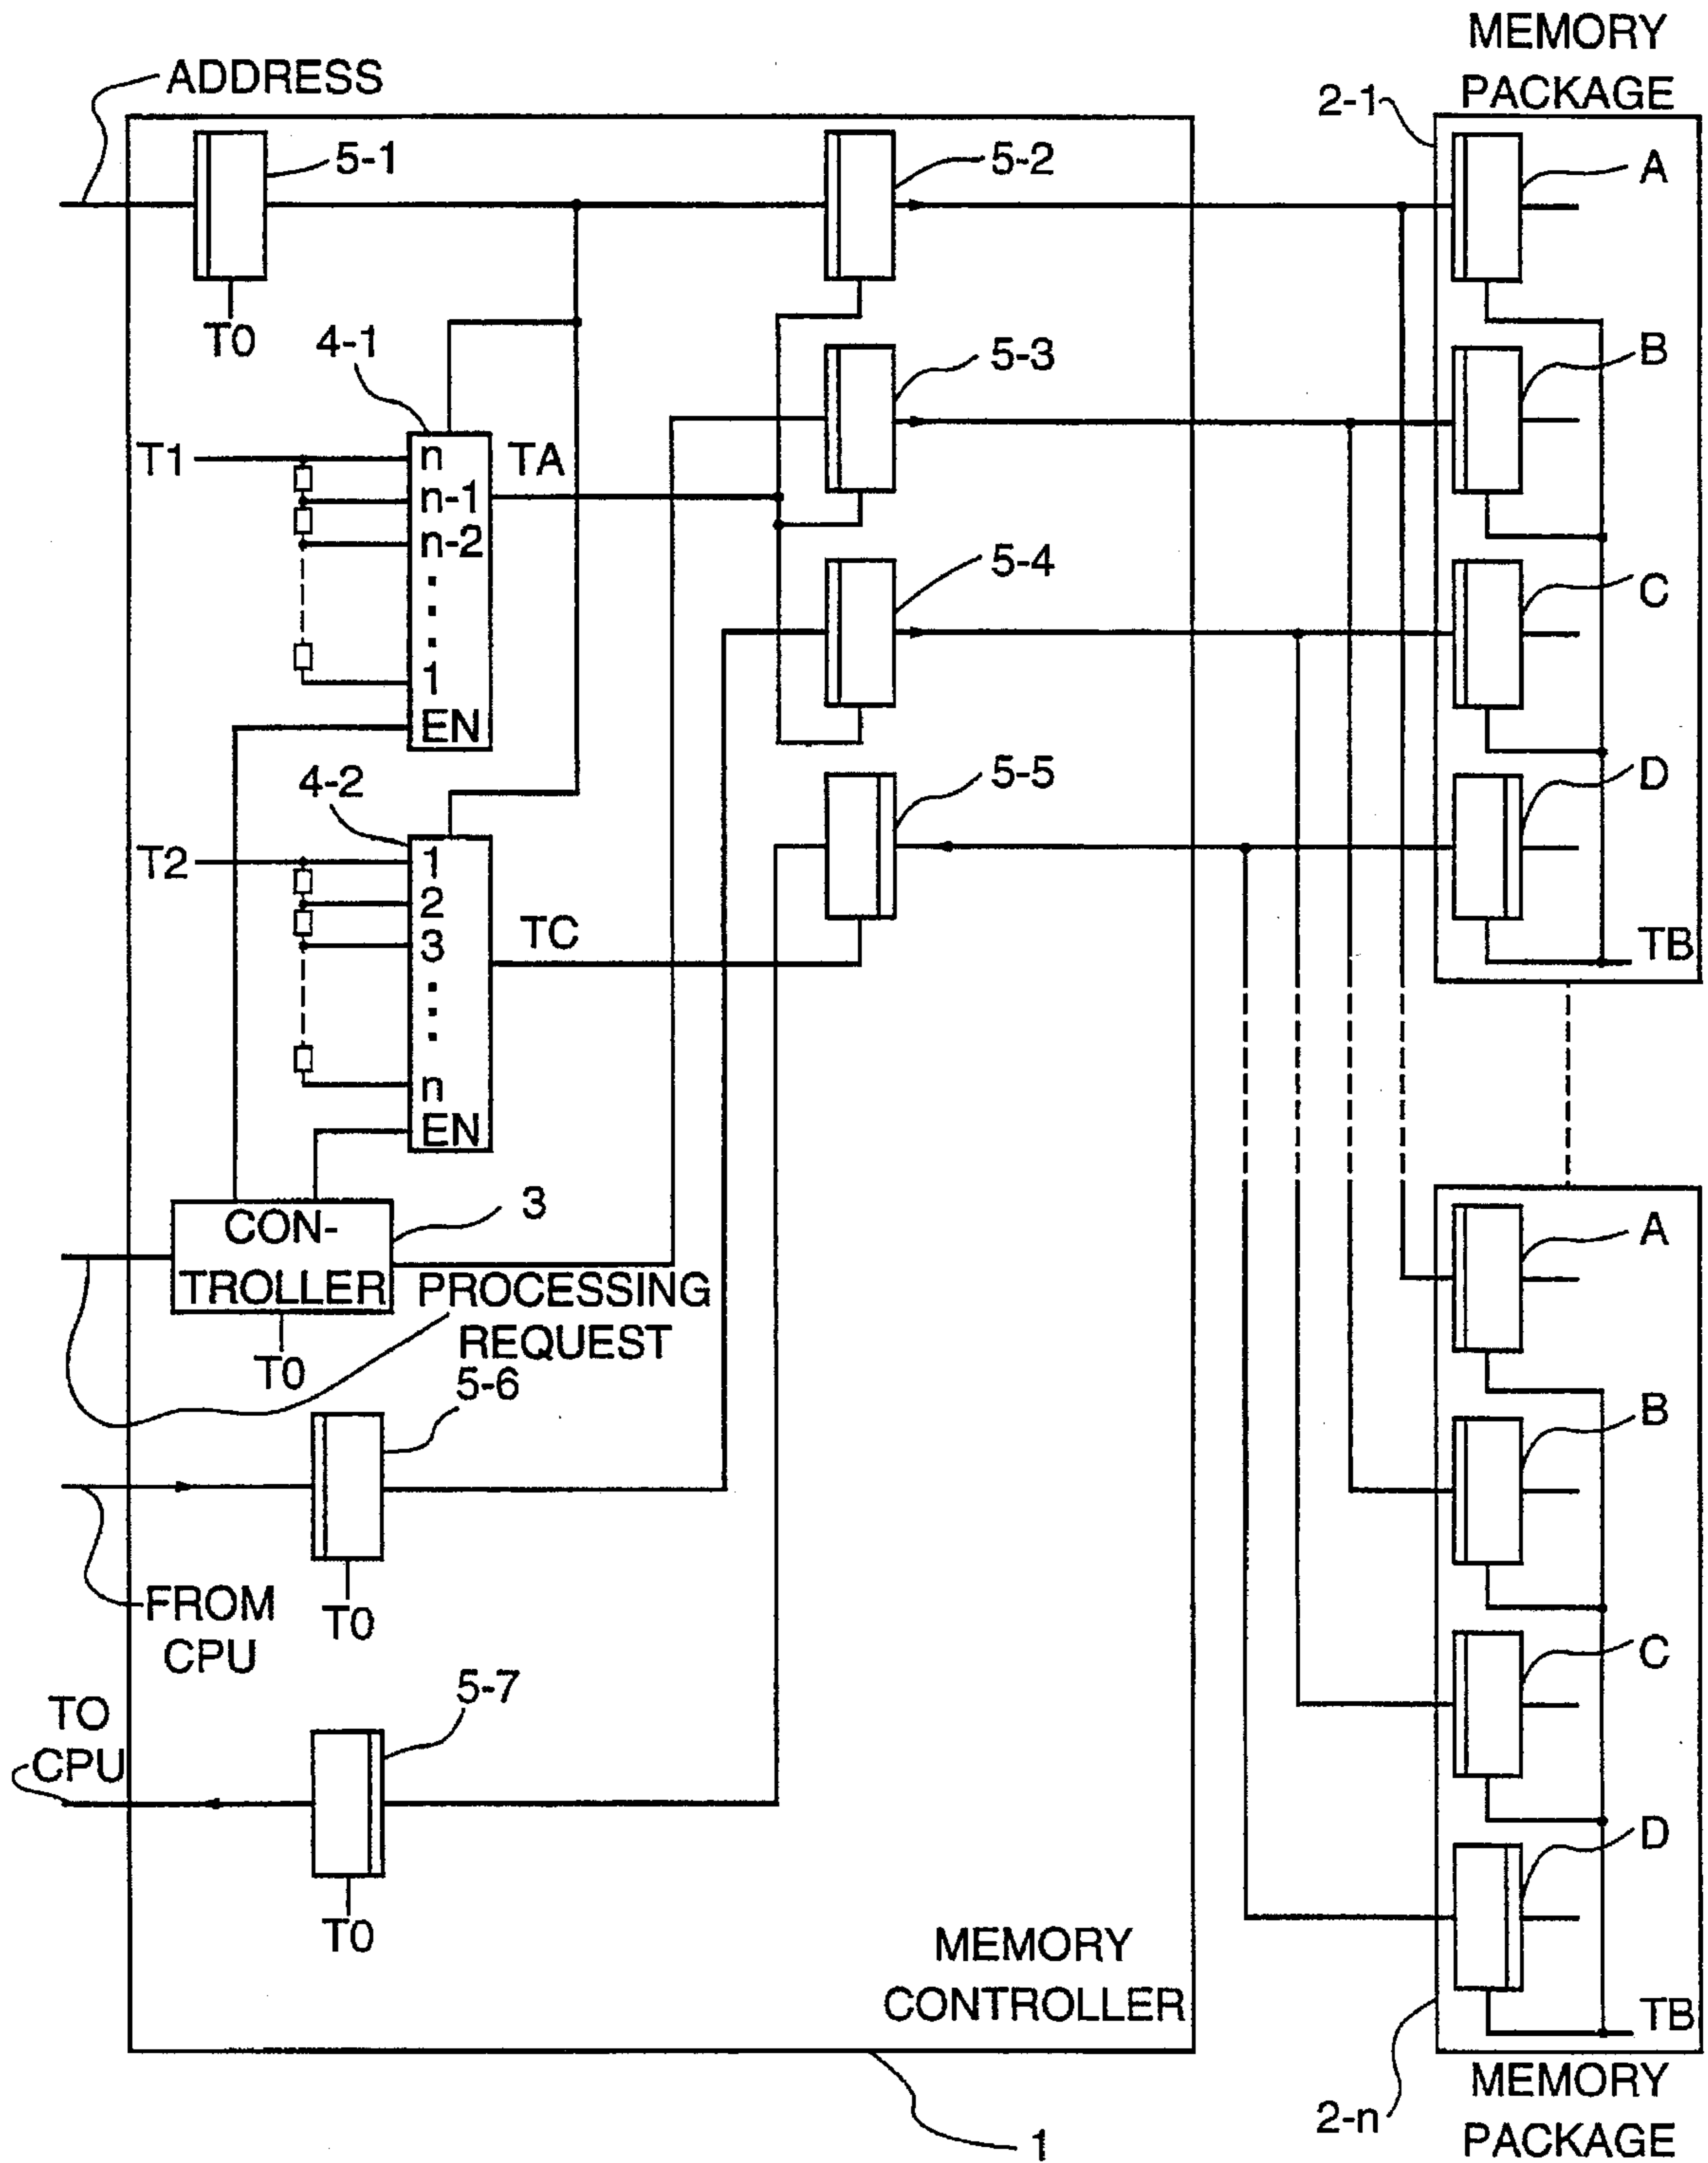 MEMORY
PACKAGE
ADDRESS
2-1
5-1
5-2
A
T0
4-1
5-3
B
T1
n
TA
n-1
n-2
5-4
C
1
EN
4-2
5-5
D
T2
1
2
3
TC
TB
n
EN
3
CON-
TROLLER
A
PROCESSING
REQUEST
T0
5-6
B
FROM
CPU
T0
C
5-7
TO
CPU
D
T0
MEMORY
CONTROLLER
TB
MEMORY
PACKAGE
2-n
1